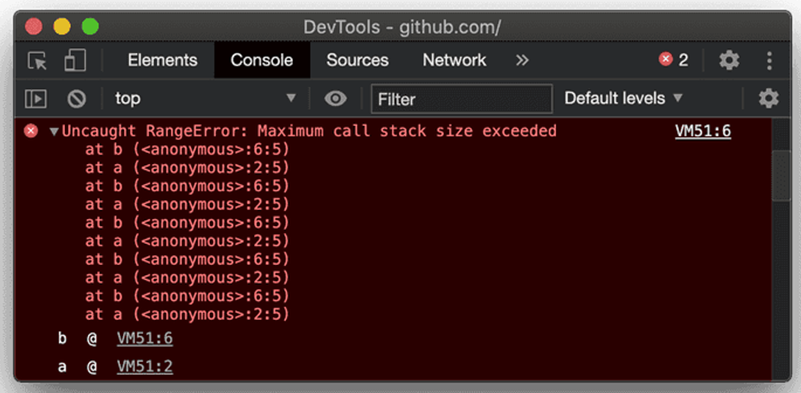 DevTools - github.com/
Elements Console Sources Network » 2
top Filter Default levels
Uncaught RangeError: Maximum call stack size exceeded VM51:6
at b (<anonymous>:6:5)
at a (<anonymous>:2:5)
at b (<anonymous>:6:5)
at a (<anonymous>:2:5)
at b (<anonymous>:6:5)
at a (<anonymous>:2:5)
at b (<anonymous>:6:5)
at a (<anonymous>:2:5)
at b (<anonymous>:6:5)
at a (<anonymous>:2:5)
b @ VM51:6
a @ VM51:2